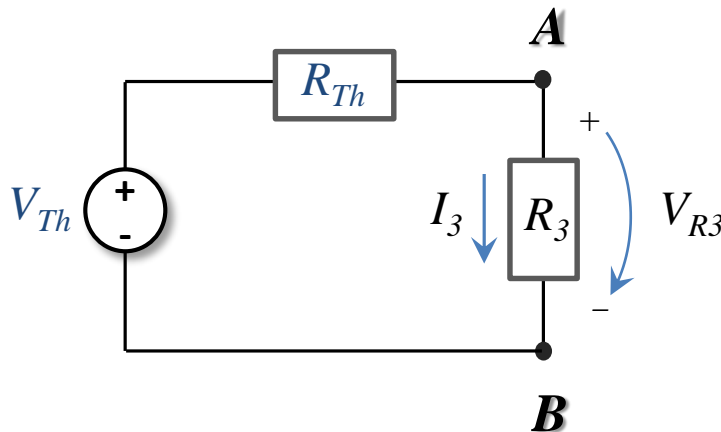 A
R_Th
+
V_Th
+
-
I_3
R_3
V_R3
−
B